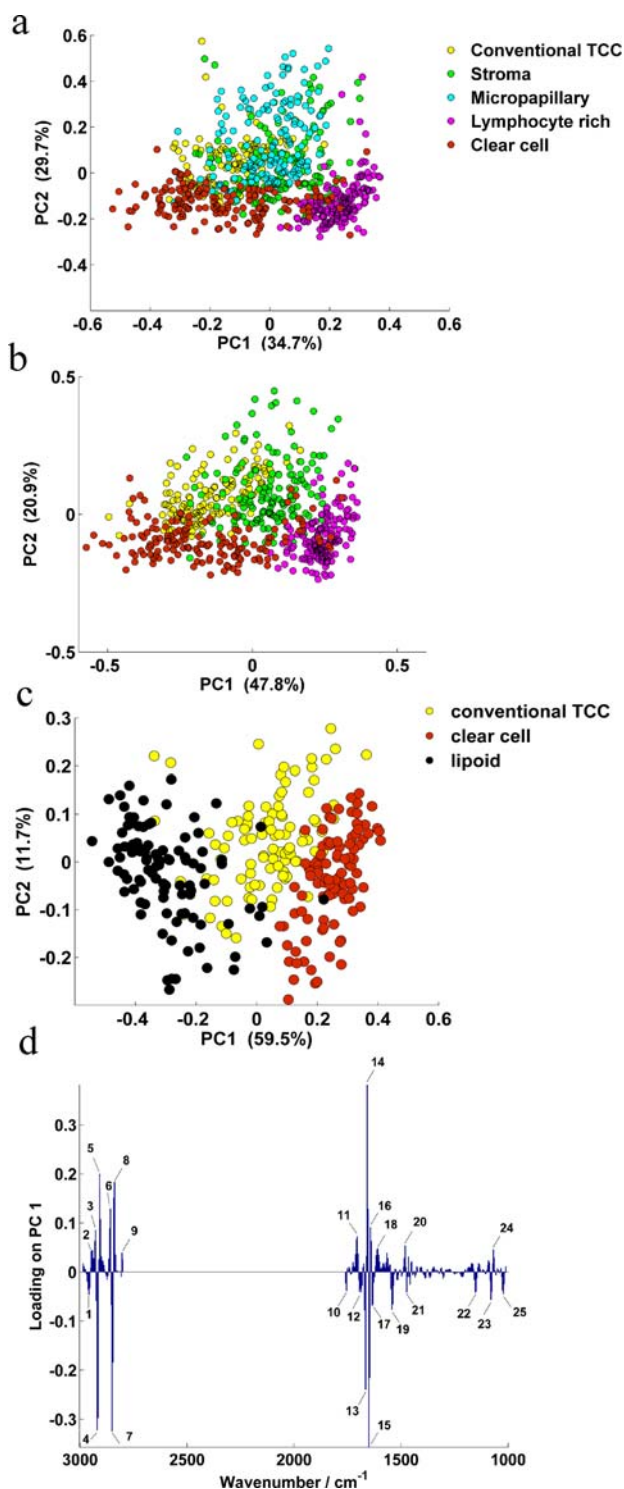 a
0.6
0.4
0.2
0
-0.2
-0.4
PC2 (29.7%)
-0.6 -0.4 -0.2 0 0.2 0.4 0.6
PC1 (34.7%)
Conventional TCC
Stroma
Micropapillary
Lymphocyte rich
Clear cell
b
0.5
0
-0.5
PC2 (20.9%)
-0.5 0 0.5
PC1 (47.8%)
c
0.3
0.2
0.1
0
-0.1
-0.2
PC2 (11.7%)
-0.4 -0.2 0 0.2 0.4 0.6
PC1 (59.5%)
conventional TCC
clear cell
lipoid
d
0.3
0.2
0.1
0
-0.1
-0.2
-0.3
Loading on PC 1
14
5
6 8
3
2
9
11 16
18 20
24
1
10 12
17 19
21
22
23
25
13
4 7
15
3000 2500 2000 1500 1000
Wavenumber / cm⁻¹